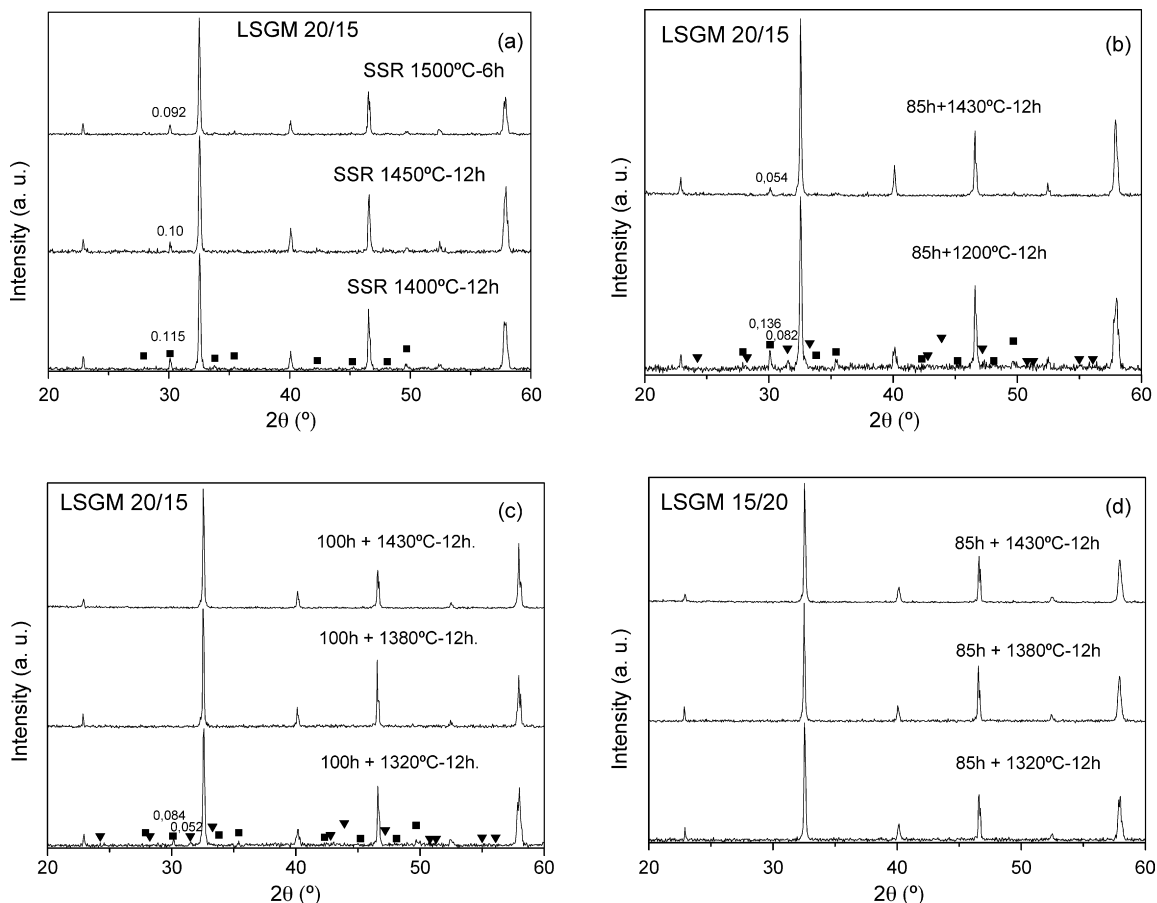 LSGM 20/15
(a)
SSR 1500ºC-6h
0.092
SSR 1450ºC-12h
0.10
SSR 1400ºC-12h
0.115
Intensity (a. u.)
20 30 40 50 60
2θ (º)
LSGM 20/15
(b)
85h+1430ºC-12h
0,054
85h+1200ºC-12h
0,136
0,082
Intensity (a. u.)
20 30 40 50 60
2θ (º)
LSGM 20/15
(c)
100h + 1430ºC-12h.
100h + 1380ºC-12h.
100h + 1320ºC-12h.
0,084
0,052
Intensity (a. u.)
20 30 40 50 60
2θ (º)
LSGM 15/20
(d)
85h + 1430ºC-12h
85h + 1380ºC-12h
85h + 1320ºC-12h
Intensity (a. u.)
20 30 40 50 60
2θ (º)